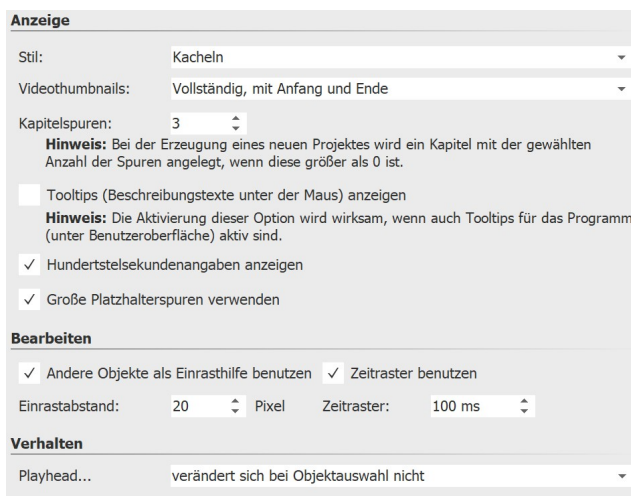 Anzeige
Stil: Kacheln
Videothumbnails: Vollständig, mit Anfang und Ende
Kapitelspuren: 3
Hinweis: Bei der Erzeugung eines neuen Projektes wird ein Kapitel mit der gewählten
Anzahl der Spuren angelegt, wenn diese größer als 0 ist.
Tooltips (Beschreibungstexte unter der Maus) anzeigen
Hinweis: Die Aktivierung dieser Option wird wirksam, wenn auch Tooltips für das Programm
(unter Benutzeroberfläche) aktiv sind.
Hundertstelsekundenangaben anzeigen
Große Platzhalterspuren verwenden
Bearbeiten
Andere Objekte als Einrasthilfe benutzen Zeitraster benutzen
Einrastabstand: 20 Pixel Zeitraster: 100 ms
Verhalten
Playhead... verändert sich bei Objektauswahl nicht